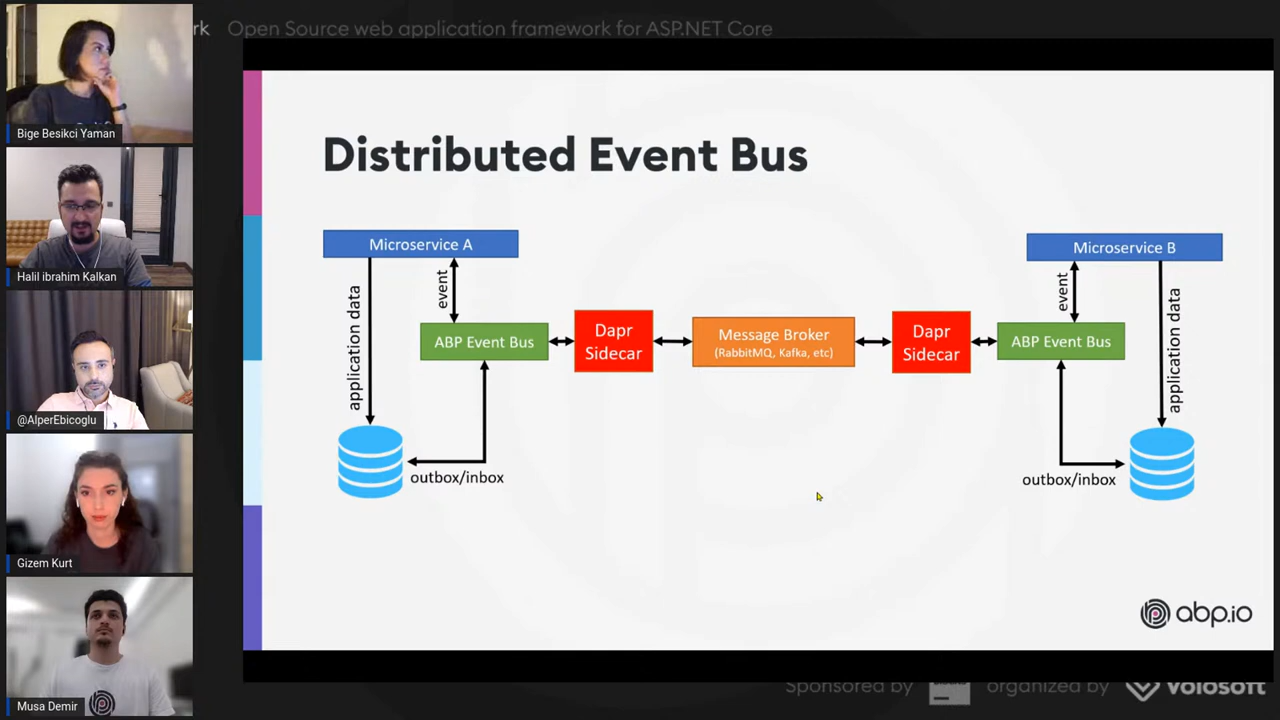 rk Open Source web application framework for ASP.NET Core
Bige Besikci Yaman
Halil ibrahim Kalkan
@AlperEbicoglu
Gizem Kurt
Musa Demir
Distributed Event Bus
Microservice A
Microservice B
event
event
application data
application data
ABP Event Bus
Dapr
Sidecar
Message Broker
(RabbitMQ, Kafka, etc)
Dapr
Sidecar
ABP Event Bus
outbox/inbox
outbox/inbox
abp.io
Sponsored by
organized by
Volosoft